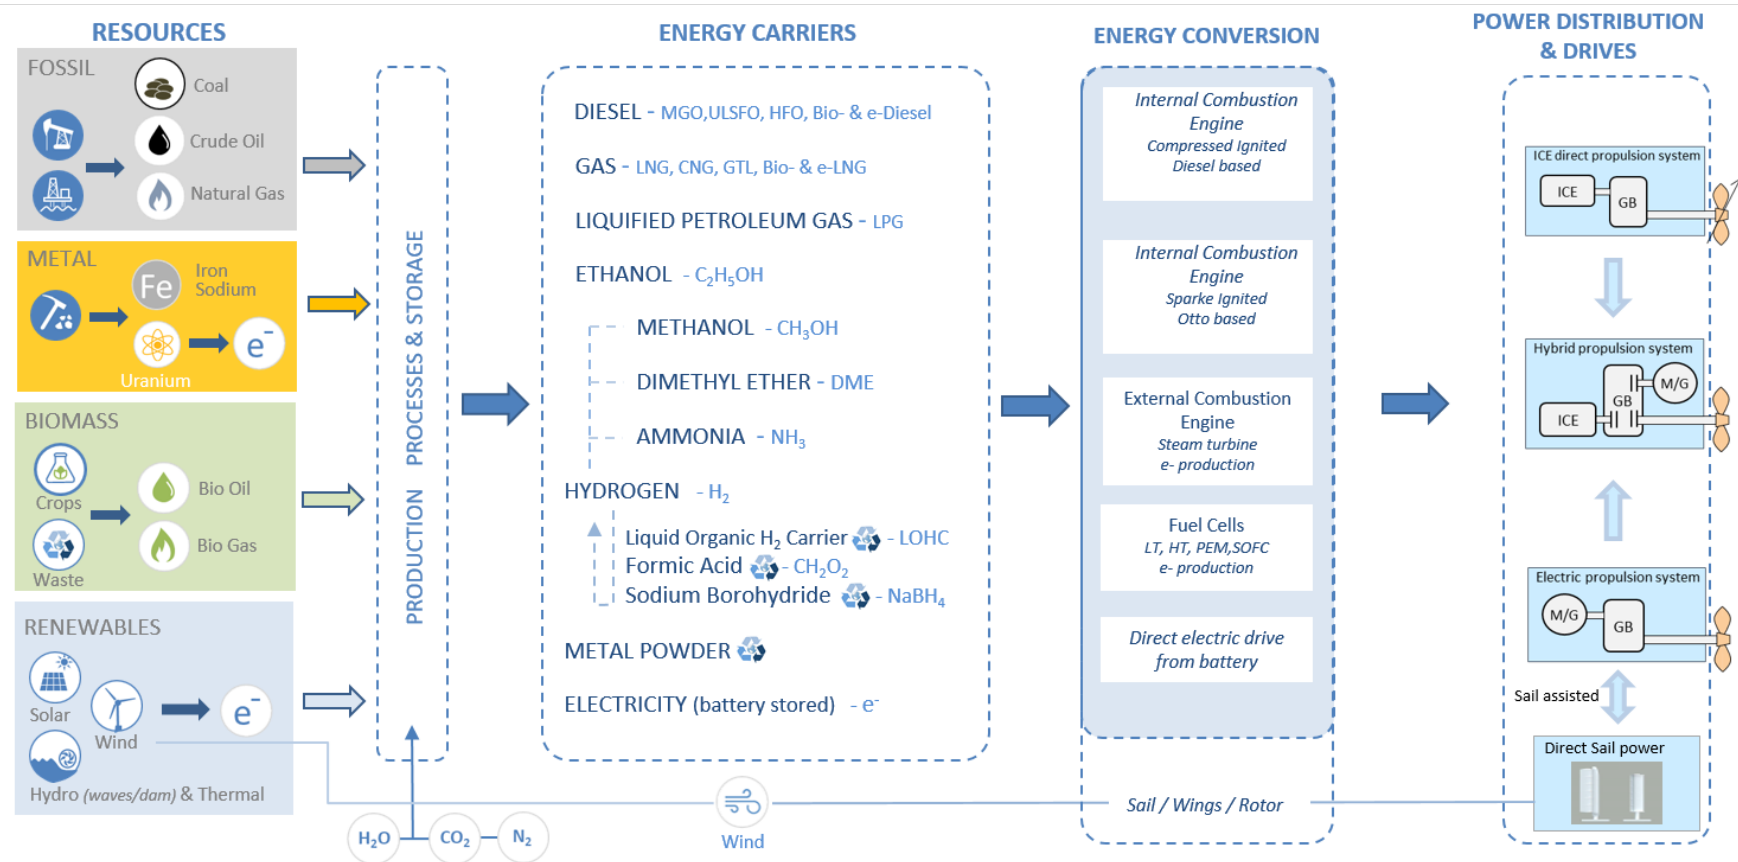 RESOURCES
FOSSIL
Coal
Crude Oil
Natural Gas
METAL
Fe
Iron
Sodium
Uranium
e⁻
BIOMASS
Crops
Waste
Bio Oil
Bio Gas
RENEWABLES
Solar
Wind
e⁻
Hydro (waves/dam) & Thermal
PRODUCTION PROCESSES & STORAGE
H₂O
CO₂
N₂
ENERGY CARRIERS
DIESEL - MGO,ULSFO, HFO, Bio- & e-Diesel
GAS - LNG, CNG, GTL, Bio- & e-LNG
LIQUIFIED PETROLEUM GAS - LPG
ETHANOL - C₂H₅OH
METHANOL - CH₃OH
DIMETHYL ETHER - DME
AMMONIA - NH₃
HYDROGEN - H₂
Liquid Organic H₂ Carrier - LOHC
Formic Acid - CH₂O₂
Sodium Borohydride - NaBH₄
METAL POWDER
ELECTRICITY (battery stored) - e⁻
Wind
ENERGY CONVERSION
Internal Combustion
Engine
Compressed Ignited
Diesel based
Internal Combustion
Engine
Sparke Ignited
Otto based
External Combustion
Engine
Steam turbine
e- production
Fuel Cells
LT, HT, PEM,SOFC
e- production
Direct electric drive
from battery
Sail / Wings / Rotor
POWER DISTRIBUTION
& DRIVES
ICE direct propulsion system
ICE
GB
Hybrid propulsion system
M/G
GB
ICE
Electric propulsion system
M/G
GB
Sail assisted
Direct Sail power